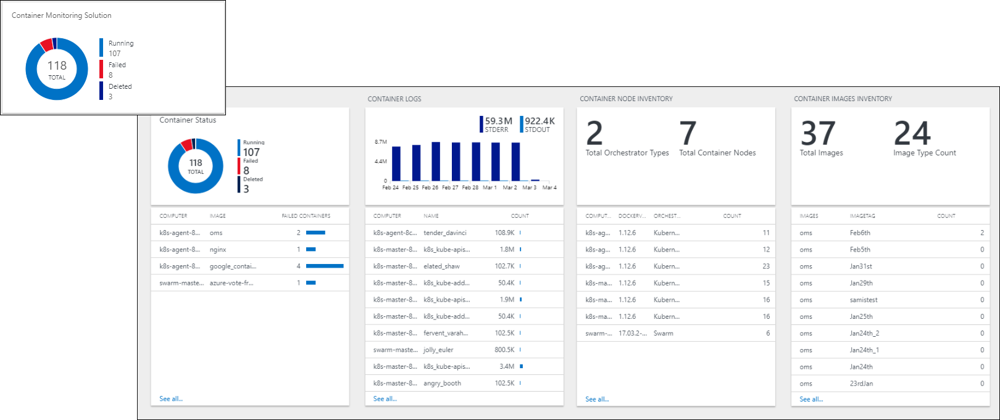 Container Monitoring Solution
118
TOTAL
Running
107
Failed
8
Deleted
3
Container Status
118
TOTAL
Running
107
Failed
8
Deleted
3
COMPUTER IMAGE FAILED CONTAINERS
k8s-agent-8... oms 2
k8s-agent-8... nginx 1
k8s-agent-8... google_contai... 4
swarm-maste... azure-vote-fr... 1
See all...
CONTAINER LOGS
59.3M 922.4K
STDERR STDOUT
8.7M
4.4M
0
Feb 24 Feb 25 Feb 26 Feb 27 Feb 28 Mar 1 Mar 2 Mar 3 Mar 4
COMPUTER NAME COUNT
k8s-agent-8c... tender_davinci 108.9K
k8s-master-8... k8s_kube-apis... 1.8M
k8s-master-8... elated_shaw 102.7K
k8s-master-8... k8s_kube-add... 50.4K
k8s-master-8... k8s_kube-apis... 1.9M
k8s-master-8... k8s_kube-add... 50.4K
k8s-master-8... fervent_varah... 102.5K
swarm-maste... jolly_euler 800.5K
k8s-master-8... k8s_kube-apis... 3.4M
k8s-master-8... angry_booth 102.5K
See all...
CONTAINER NODE INVENTORY
2 7
Total Orchestrator Types Total Container Nodes
COMPUT... DOCKERV... ORCHEST... COUNT
k8s-ag... 1.12.6 Kubern... 11
k8s-ag... 1.12.6 Kubern... 12
k8s-ag... 1.12.6 Kubern... 23
k8s-ma... 1.12.6 Kubern... 15
k8s-ma... 1.12.6 Kubern... 16
k8s-ma... 1.12.6 Kubern... 16
swarm-... 17.03.2-... Swarm 6
See all...
CONTAINER IMAGES INVENTORY
37 24
Total Images Image Type Count
IMAGES IMAGETAG COUNT
oms Feb6th 2
oms Feb5th 0
oms Jan31st 0
oms Jan29th 0
oms samistest 0
oms Jan25th 0
oms Jan24th_2 0
oms Jan24th_1 0
oms Jan24th 0
oms 23rdJan 0
See all...